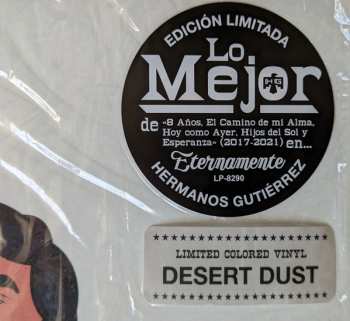 EDICIÓN LIMITADA
Lo
HG
Mejor
de «8 Años, El Camino de mi Alma,
Hoy como Ayer, Hijos del Sol y
Esperanza» (2017-2021) en...
Eternamente
LP-8290
HERMANOS GUTIÉRREZ
LIMITED COLORED VINYL
DESERT DUST